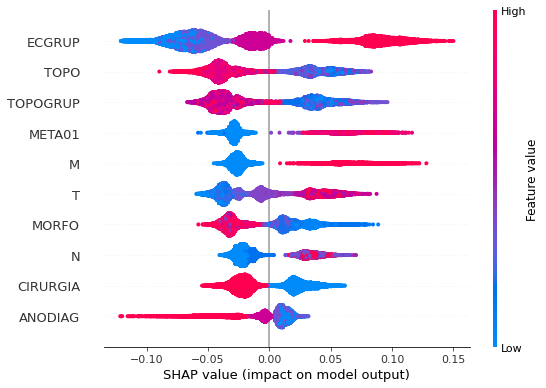 High
ECGRUP
TOPO
TOPOGRUP
META01
M
T
MORFO
N
CIRURGIA
ANODIAG
Feature value
Low
−0.10 −0.05 0.00 0.05 0.10 0.15
SHAP value (impact on model output)